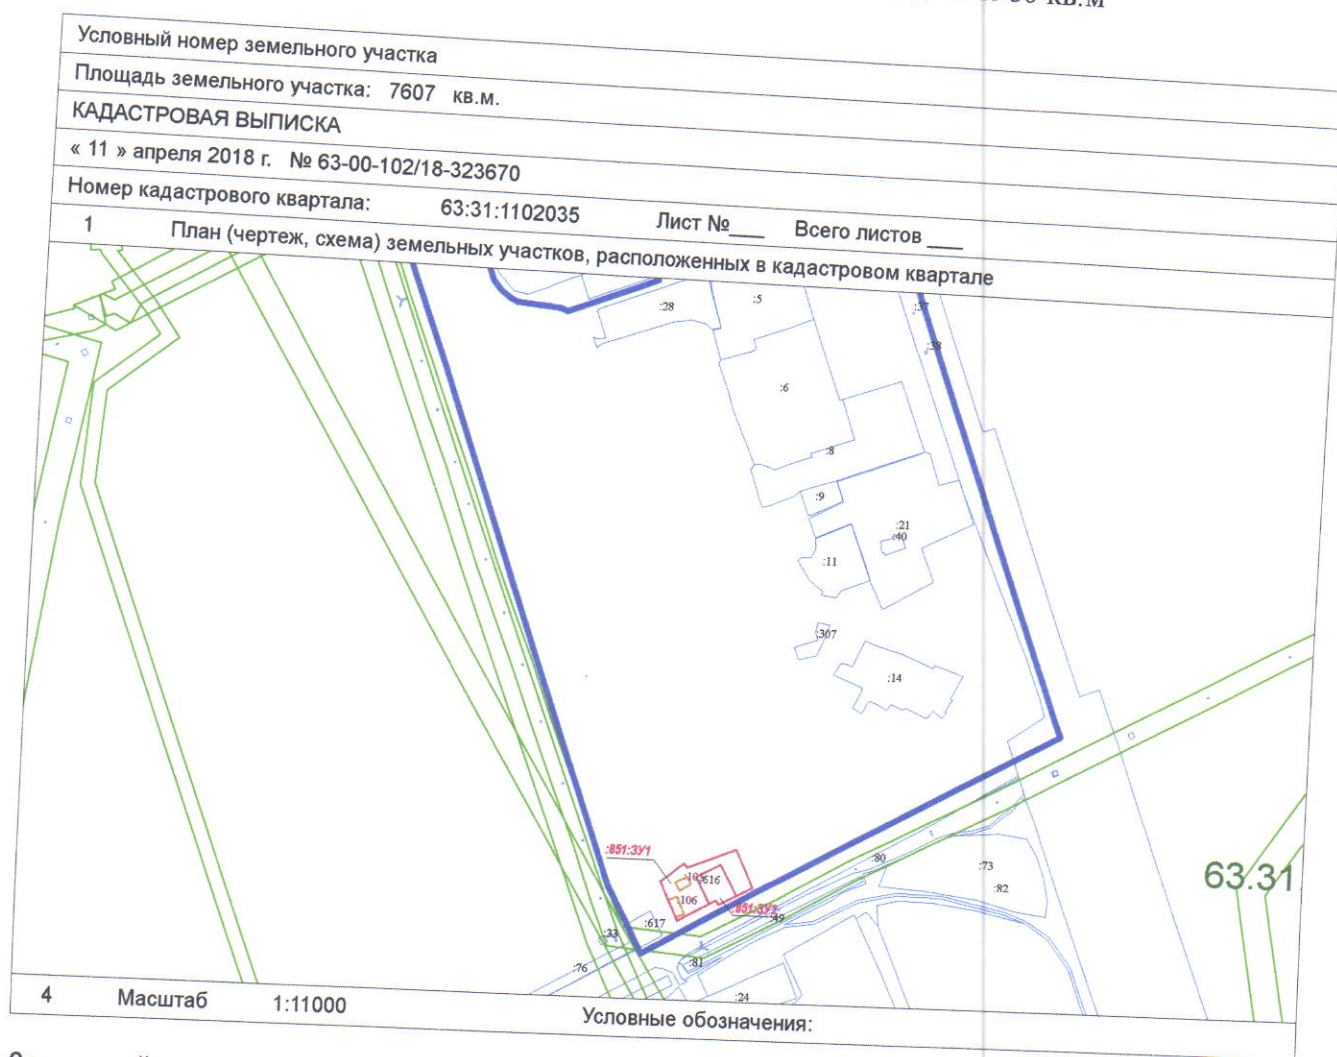 кв.м
Условный номер земельного участка
Площадь земельного участка: 7607 кв.м.
КАДАСТРОВАЯ ВЫПИСКА
« 11 » апреля 2018 г. № 63-00-102/18-323670
Номер кадастрового квартала: 63:31:1102035 Лист №___ Всего листов ___
1 План (чертеж, схема) земельных участков, расположенных в кадастровом квартале
:28
:5
:37
:38
:6
:8
:9
:21
:40
:11
:307
:14
:851:ЗУ1
:616
:106
:851:ЗУ2
:49
:80
:73
:82
63.31
:617
:33
:76
:81
:24
4 Масштаб 1:11000 Условные обозначения: